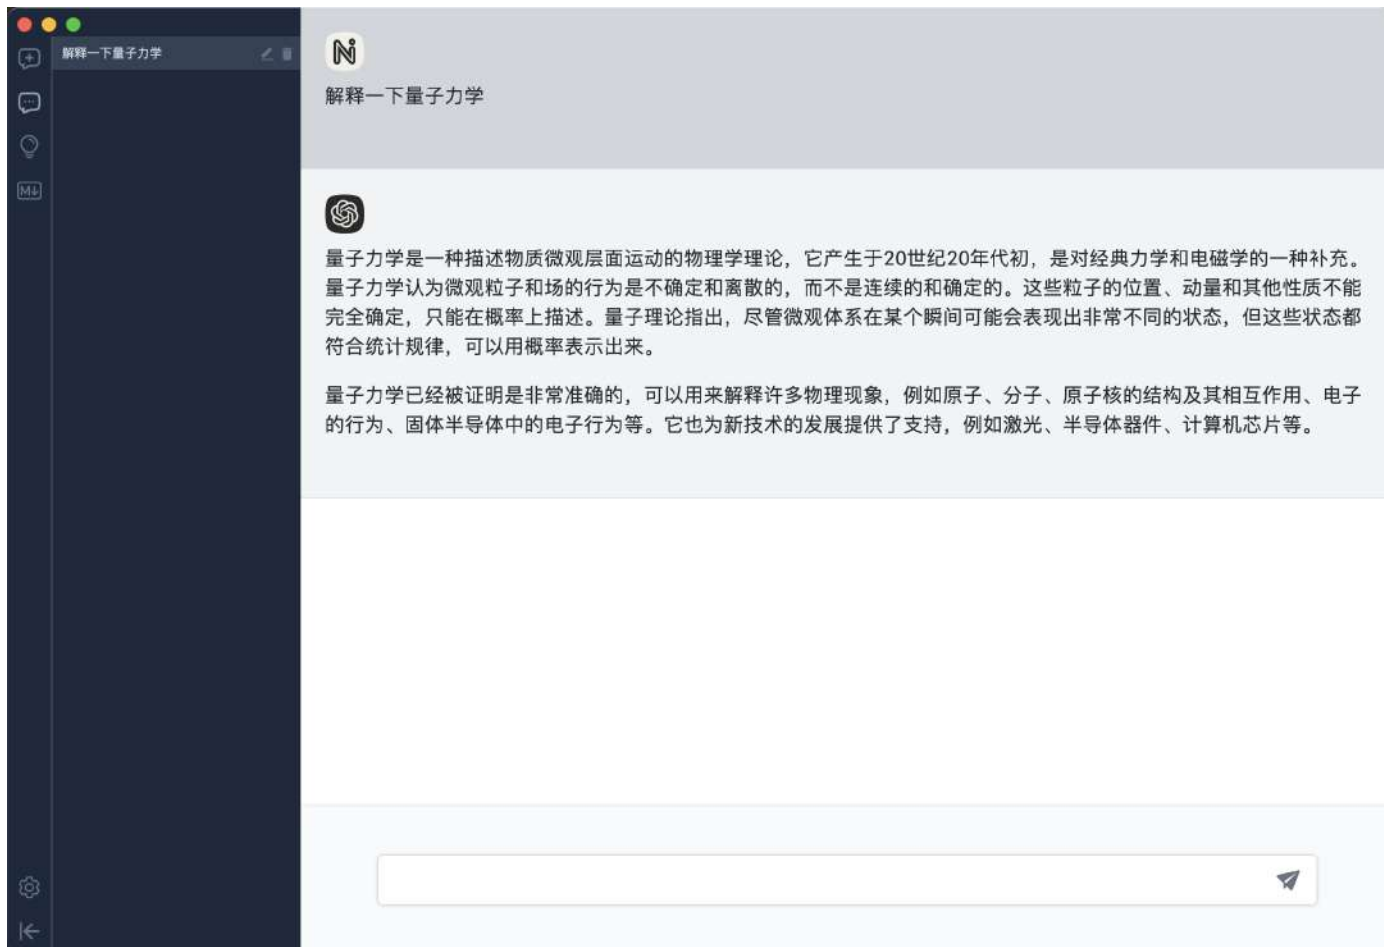 解释一下量子力学
M↓
解释一下量子力学
量子力学是一种描述物质微观层面运动的物理学理论，它产生于20世纪20年代初，是对经典力学和电磁学的一种补充。
量子力学认为微观粒子和场的行为是不确定和离散的，而不是连续的和确定的。这些粒子的位置、动量和其他性质不能
完全确定，只能在概率上描述。量子理论指出，尽管微观体系在某个瞬间可能会表现出非常不同的状态，但这些状态都
符合统计规律，可以用概率表示出来。
量子力学已经被证明是非常准确的，可以用来解释许多物理现象，例如原子、分子、原子核的结构及其相互作用、电子
的行为、固体半导体中的电子行为等。它也为新技术的发展提供了支持，例如激光、半导体器件、计算机芯片等。